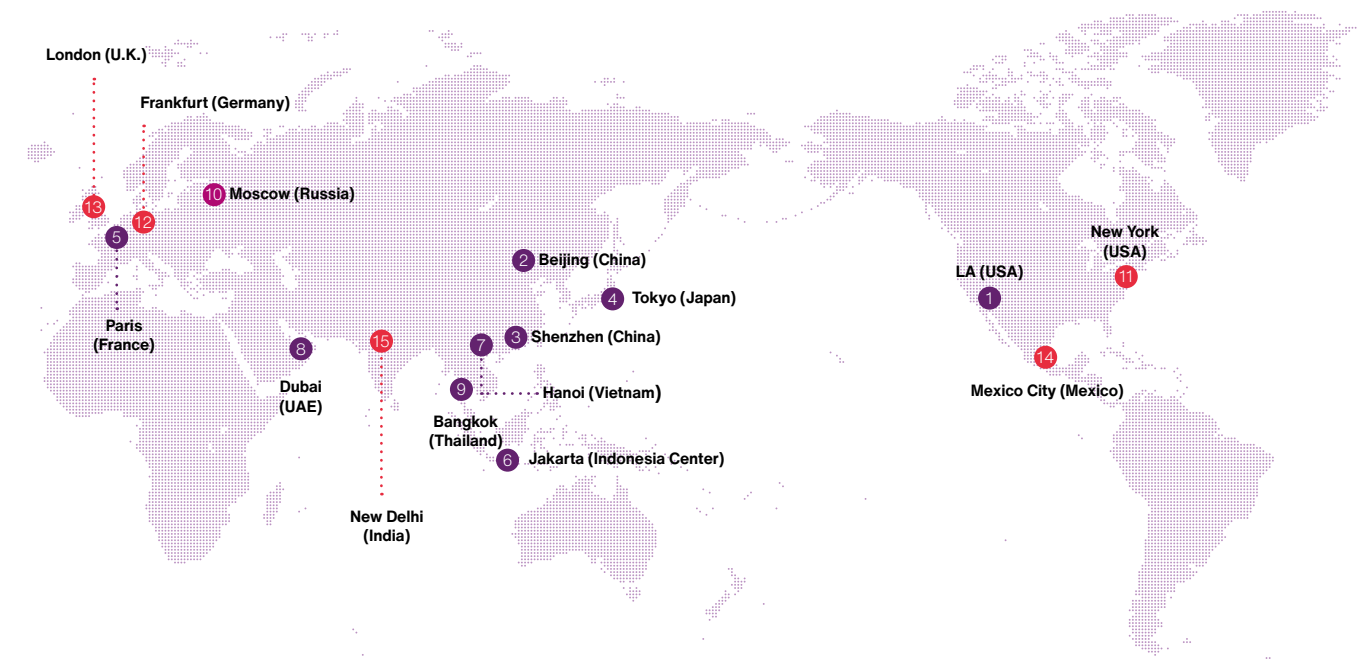 London (U.K.)
Frankfurt (Germany)
10 Moscow (Russia)
13
12
5
New York
(USA)
2 Beijing (China)
LA (USA)
11
4 Tokyo (Japan)
1
Paris
(France)
8
15
7
3 Shenzhen (China)
14
Dubai
(UAE)
9
Hanoi (Vietnam)
Mexico City (Mexico)
Bangkok
(Thailand)
6 Jakarta (Indonesia Center)
New Delhi
(India)